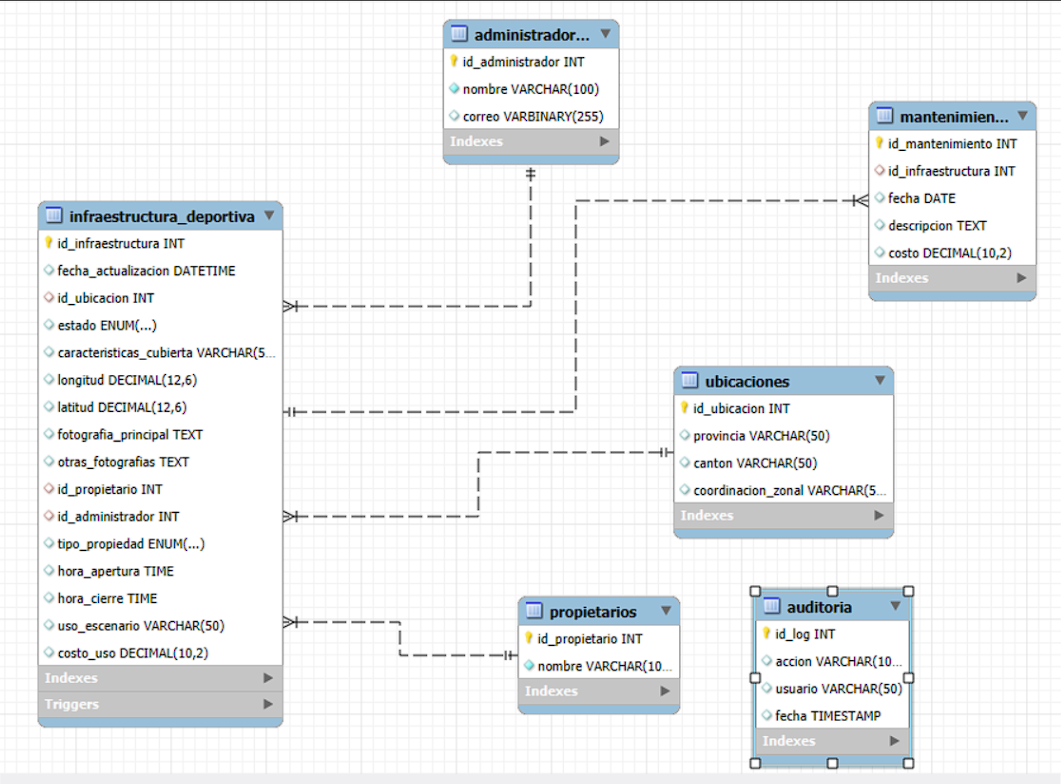 administrador...
id_administrador INT
nombre VARCHAR(100)
correo VARBINARY(255)
Indexes
mantenimien...
id_mantenimiento INT
id_infraestructura INT
fecha DATE
descripcion TEXT
costo DECIMAL(10,2)
Indexes
infraestructura_deportiva
id_infraestructura INT
fecha_actualizacion DATETIME
id_ubicacion INT
estado ENUM(...)
caracteristicas_cubierta VARCHAR(5...
longitud DECIMAL(12,6)
latitud DECIMAL(12,6)
fotografia_principal TEXT
otras_fotografias TEXT
id_propietario INT
id_administrador INT
tipo_propiedad ENUM(...)
hora_apertura TIME
hora_cierre TIME
uso_escenario VARCHAR(50)
costo_uso DECIMAL(10,2)
Indexes
Triggers
ubicaciones
id_ubicacion INT
provincia VARCHAR(50)
canton VARCHAR(50)
coordinacion_zonal VARCHAR(5...
Indexes
propietarios
id_propietario INT
nombre VARCHAR(10...
Indexes
auditoria
id_log INT
accion VARCHAR(10...
usuario VARCHAR(50)
fecha TIMESTAMP
Indexes